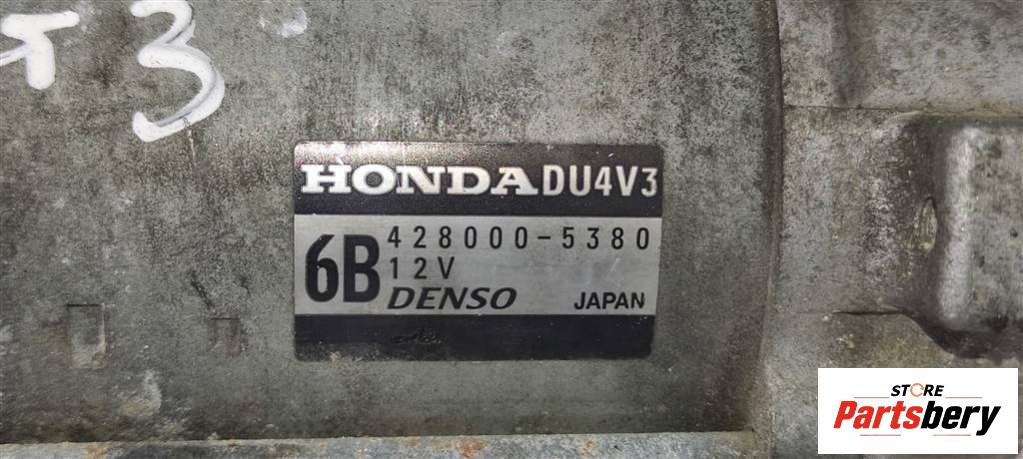 3
HONDA DU4V3
6B 428000-5380
12V
DENSO JAPAN
STORE
Partsbery